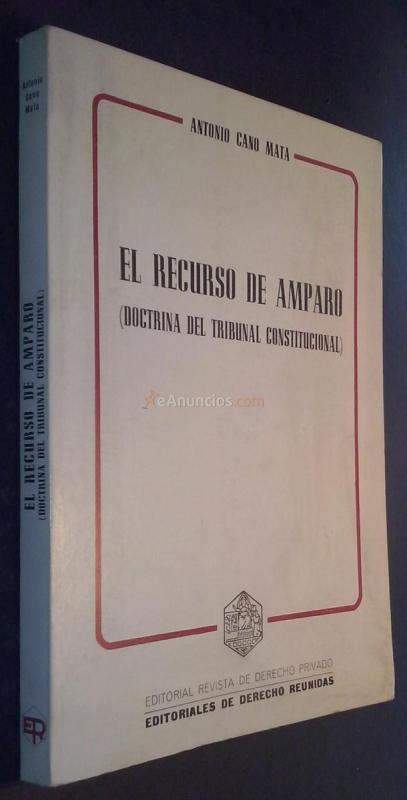 Antonio
Cano
Mata
EL RECURSO DE AMPARO
(DOCTRINA DEL TRIBUNAL CONSTITUCIONAL)
ER
ANTONIO CANO MATA
EL RECURSO DE AMPARO
(DOCTRINA DEL TRIBUNAL CONSTITUCIONAL)
eAnuncios.com
EDITORIAL REVISTA DE DERECHO PRIVADO
EDITORIALES DE DERECHO REUNIDAS